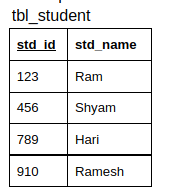 tbl_student
std_id std_name
123 Ram
456 Shyam
789 Hari
910 Ramesh